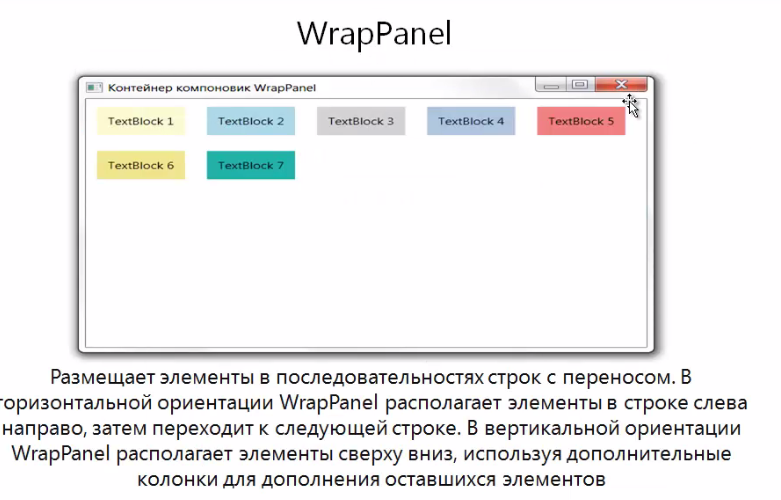 WrapPanel
Контейнер компоновик WrapPanel
TextBlock 1 TextBlock 2 TextBlock 3 TextBlock 4 TextBlock 5
TextBlock 6 TextBlock 7
Размещает элементы в последовательностях строк с переносом. В
горизонтальной ориентации WrapPanel располагает элементы в строке слева
направо, затем переходит к следующей строке. В вертикальной ориентации
WrapPanel располагает элементы сверху вниз, используя дополнительные
колонки для дополнения оставшихся элементов